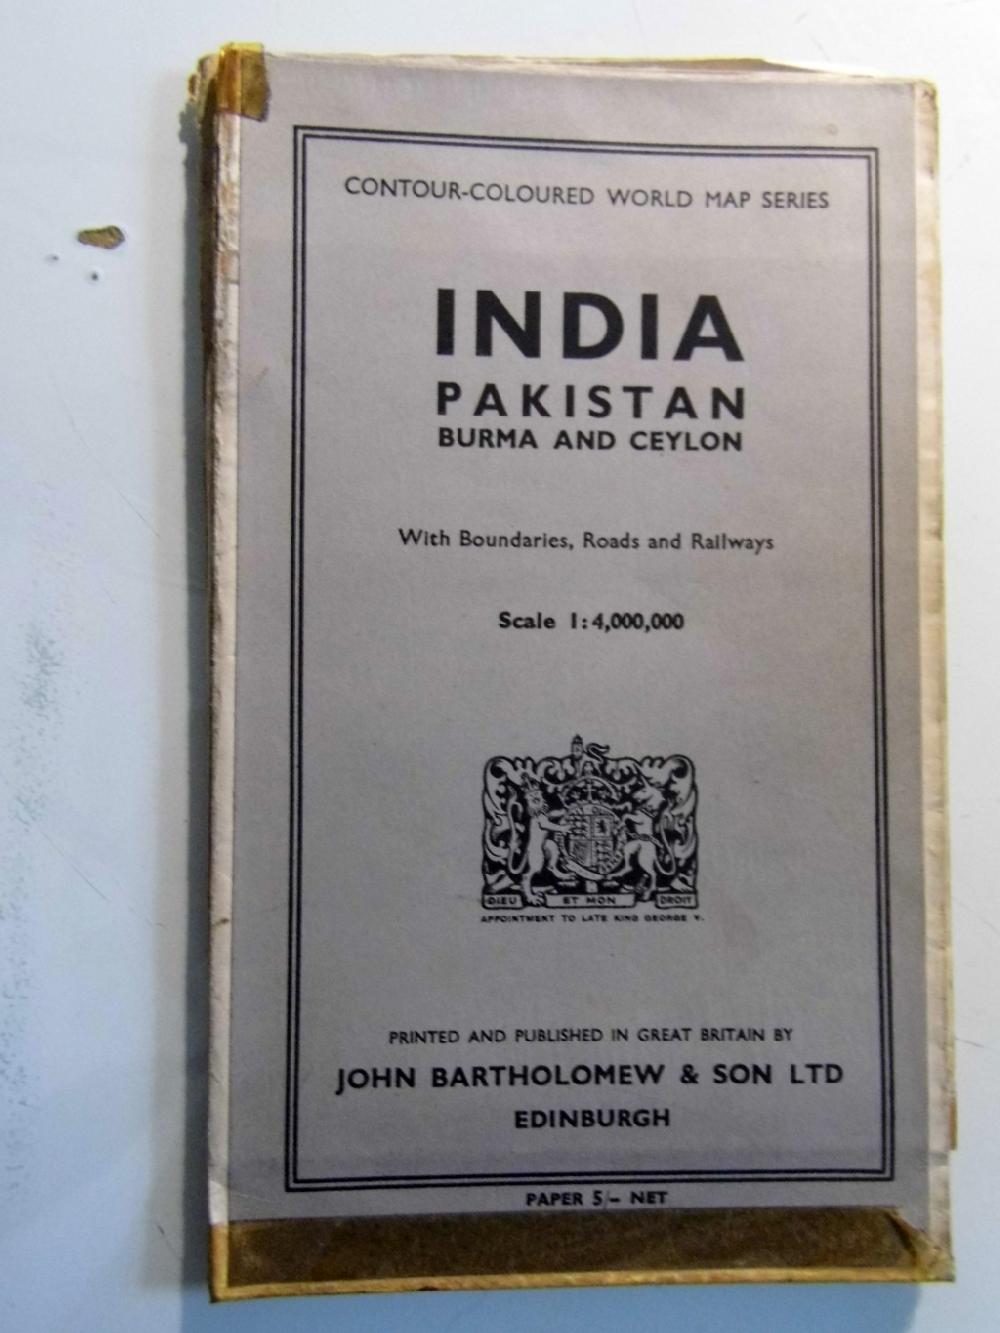 CONTOUR-COLOURED WORLD MAP SERIES
INDIA
PAKISTAN
BURMA AND CEYLON
With Boundaries, Roads and Railways
Scale 1:4,000,000
DIEU ET MON DROIT
APPOINTMENT TO LATE KING GEORGE V.
PRINTED AND PUBLISHED IN GREAT BRITAIN BY
JOHN BARTHOLOMEW & SON LTD
EDINBURGH
PAPER 5/- NET